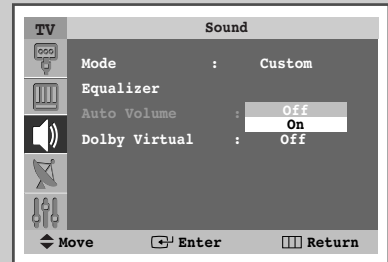 TV Sound
Mode : Custom
Equalizer
Auto Volume : Off
On
Dolby Virtual : Off
Move Enter Return